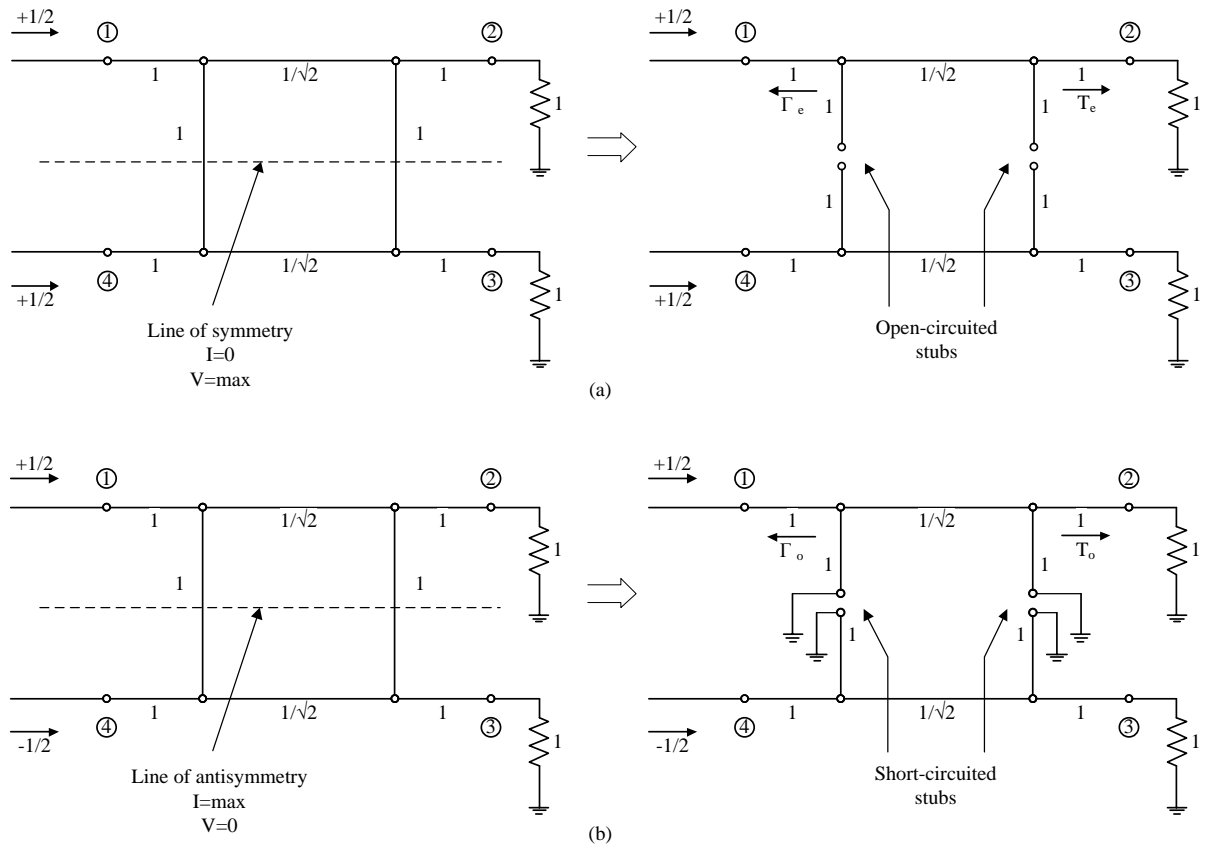 +1/2 +1/2
① ② ① ②
1 1/√2 1 1 1/√2 1
1 Γe 1 1 Te 1
1 1
1 1
1 1/√2 1 1 1/√2 1
④ ③ 1 ④ ③ 1
+1/2 +1/2
Line of symmetry
I=0
V=max
Open-circuited
stubs
(a)
+1/2 +1/2
① ② ① ②
1 1/√2 1 1 1/√2 1
1 Γo 1 1 To 1
1 1
1 1
1 1/√2 1 1 1/√2 1
④ ③ 1 ④ ③ 1
-1/2 -1/2
Line of antisymmetry
I=max
V=0
Short-circuited
stubs
(b)